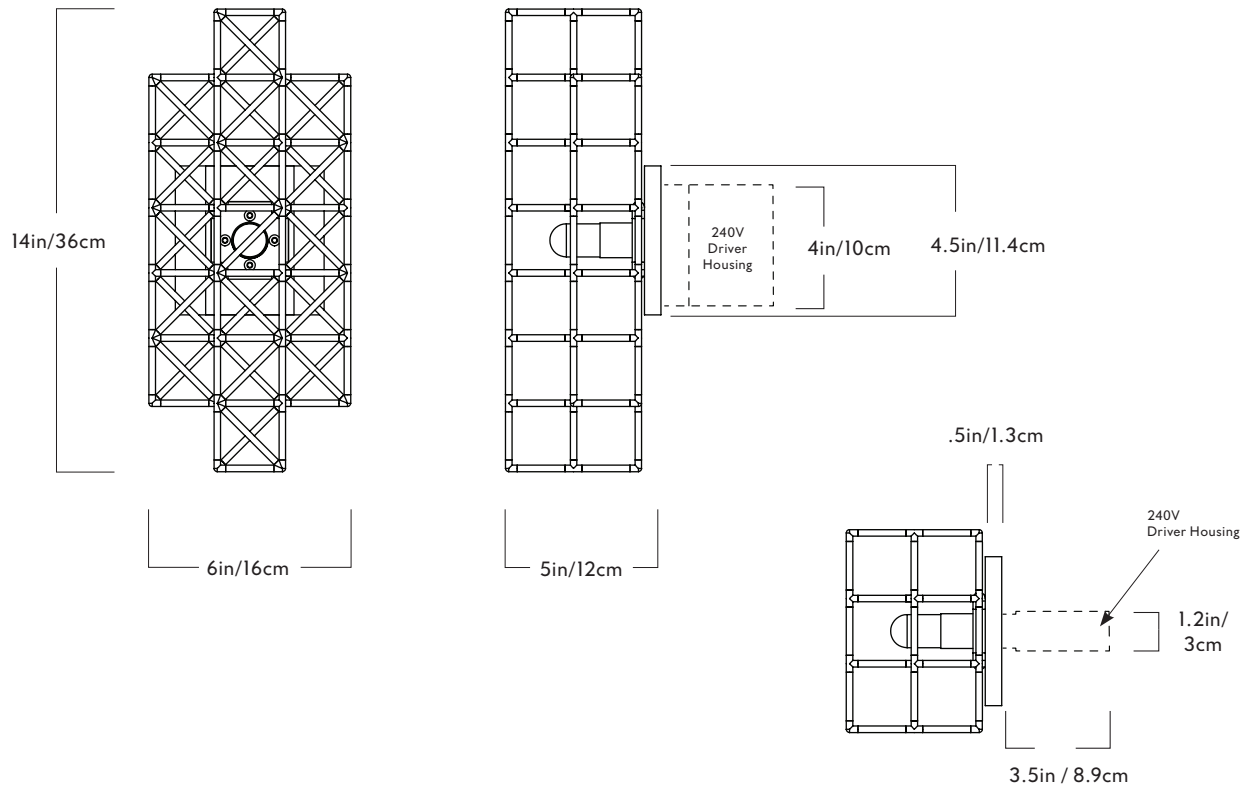 14in/36cm
240V
Driver
Housing
4in/10cm
4.5in/11.4cm
6in/16cm
5in/12cm
.5in/1.3cm
240V
Driver Housing
1.2in/
3cm
3.5in / 8.9cm